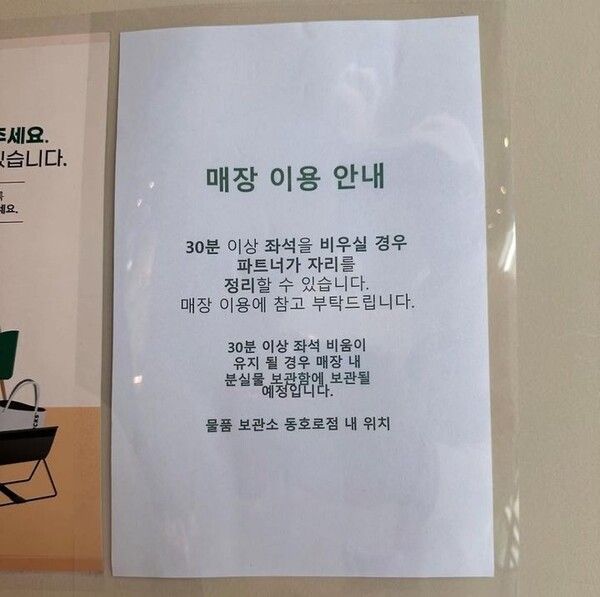 주세요.
있습니다.
세요.
매장 이용 안내
30분 이상 좌석을 비우실 경우
파트너가 자리를
정리할 수 있습니다.
매장 이용에 참고 부탁드립니다.
30분 이상 좌석 비움이
유지 될 경우 매장 내
분실물 보관함에 보관될
예정입니다.
물품 보관소 동호로점 내 위치